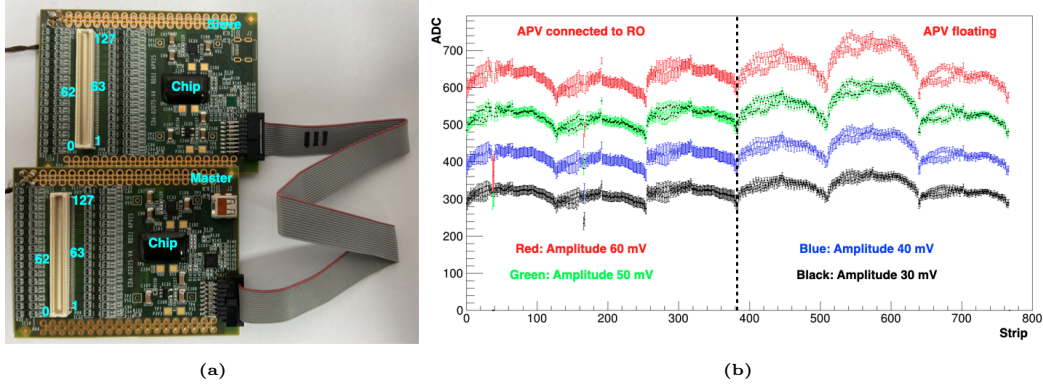 Slave
127
Chip
62
63
0
1
Master
127
Chip
62
63
0
1
(a)
ADC
APV connected to RO
APV floating
700
600
500
400
300
200
100
0
Red: Amplitude 60 mV
Blue: Amplitude 40 mV
Green: Amplitude 50 mV
Black: Amplitude 30 mV
0 100 200 300 400 500 600 700 800
Strip
(b)